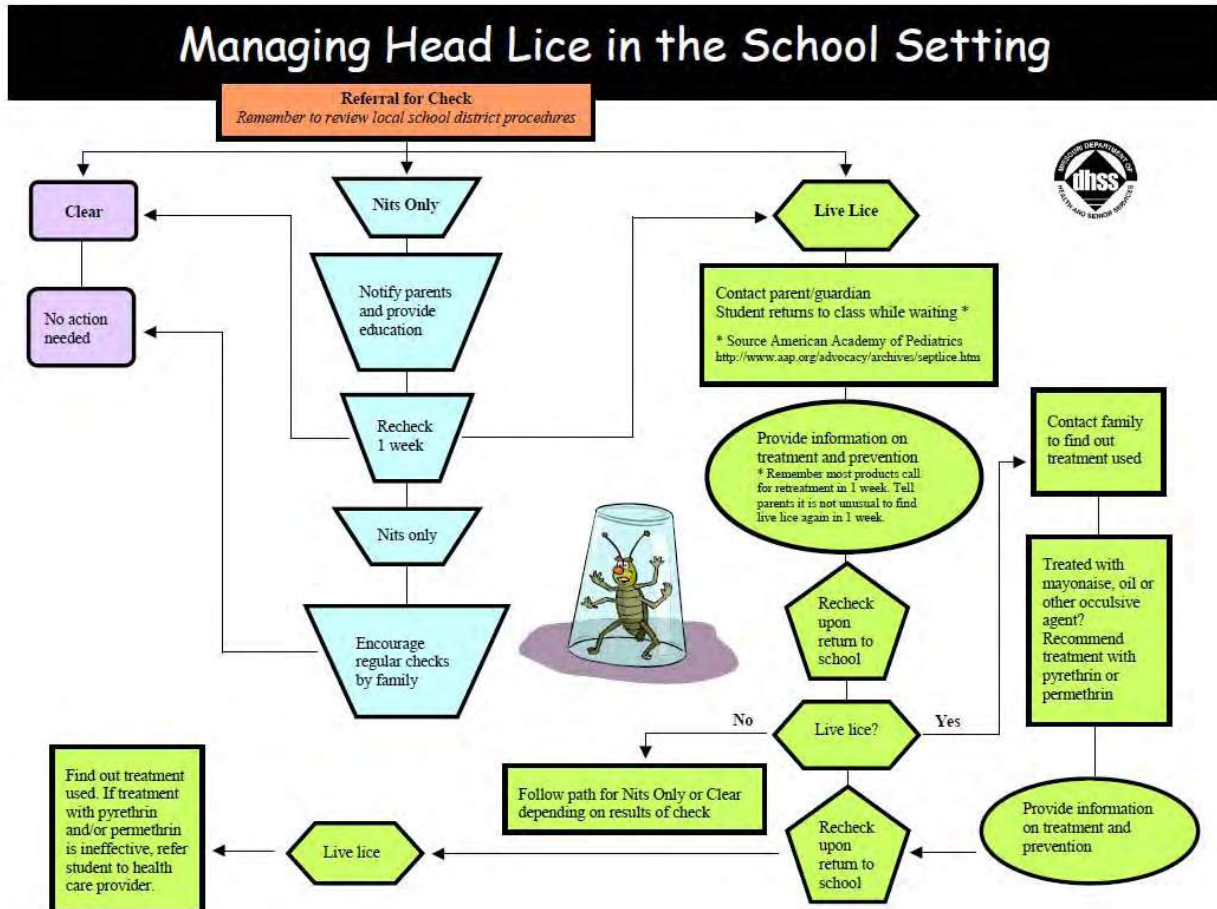 Managing Head Lice in the School Setting
Referral for Check
Remember to review local school district procedures
Clear
No action
needed
Nits Only
Notify parents
and provide
education
Recheck
1 week
Nits only
Encourage
regular checks
by family
Live Lice
Contact parent/guardian
Student returns to class while waiting *
* Source American Academy of Pediatrics
http://www.aap.org/advocacy/archives/septlice.htm
Provide information on
treatment and prevention
* Remember most products call
for retreatment in 1 week. Tell
parents it is not unusual to find
live lice again in 1 week.
Recheck
upon
return to
school
Live lice?
No
Yes
Follow path for Nits Only or Clear
depending on results of check
Contact family
to find out
treatment used
Treated with
mayonaise, oil or
other occulsive
agent?
Recommend
treatment with
pyrethrin or
permethrin
Provide information
on treatment and
prevention
Recheck
upon
return to
school
Live lice
Find out treatment
used. If treatment
with pyrethrin
and/or permethrin
is ineffective, refer
student to health
care provider.
MISSOURI DEPARTMENT OF
dhss
HEALTH AND SENIOR SERVICES